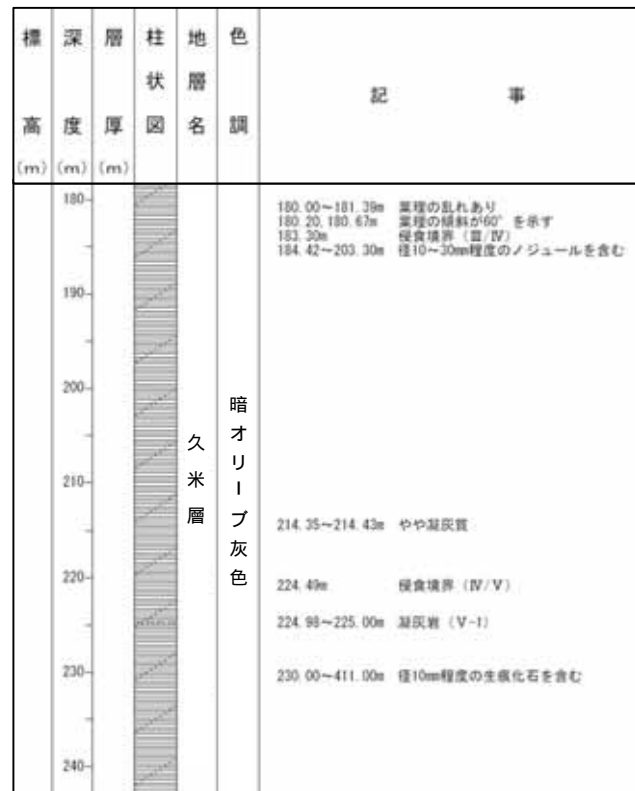 標高(m) 深度(m) 層厚(m) 柱状図 地層名 色調 記事
180
180.00~181.39m 葉理の乱れあり
180.20,180.67m 葉理の傾斜が60°を示す
183.30m 侵食境界(Ⅲ/Ⅳ)
184.42~203.30m 径10~30mm程度のノジュールを含む
190
200
久米層
暗オリーブ灰色
210
214.35~214.43m やや凝灰質
220
224.49m 侵食境界(Ⅳ/Ⅴ)
224.98~225.00m 凝灰岩(Ⅴ-1)
230
230.00~411.00m 径10mm程度の生痕化石を含む
240